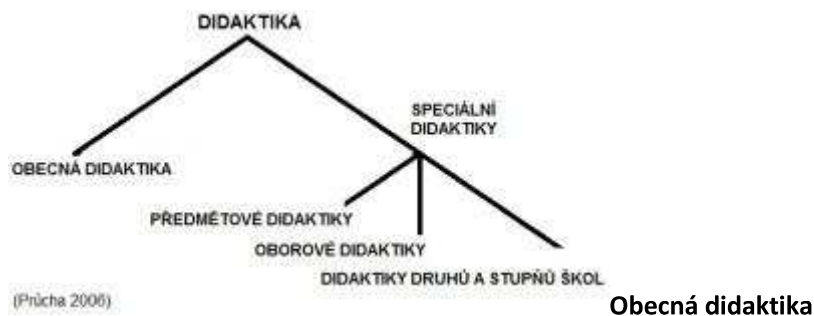 DIDAKTIKA
SPECIÁLNÍ
DIDAKTIKY
OBECNÁ DIDAKTIKA
PŘEDMĚTOVÉ DIDAKTIKY
OBOROVÉ DIDAKTIKY
DIDAKTIKY DRUHŮ A STUPŇŮ ŠKOL
(Průcha 2006)
Obecná didaktika